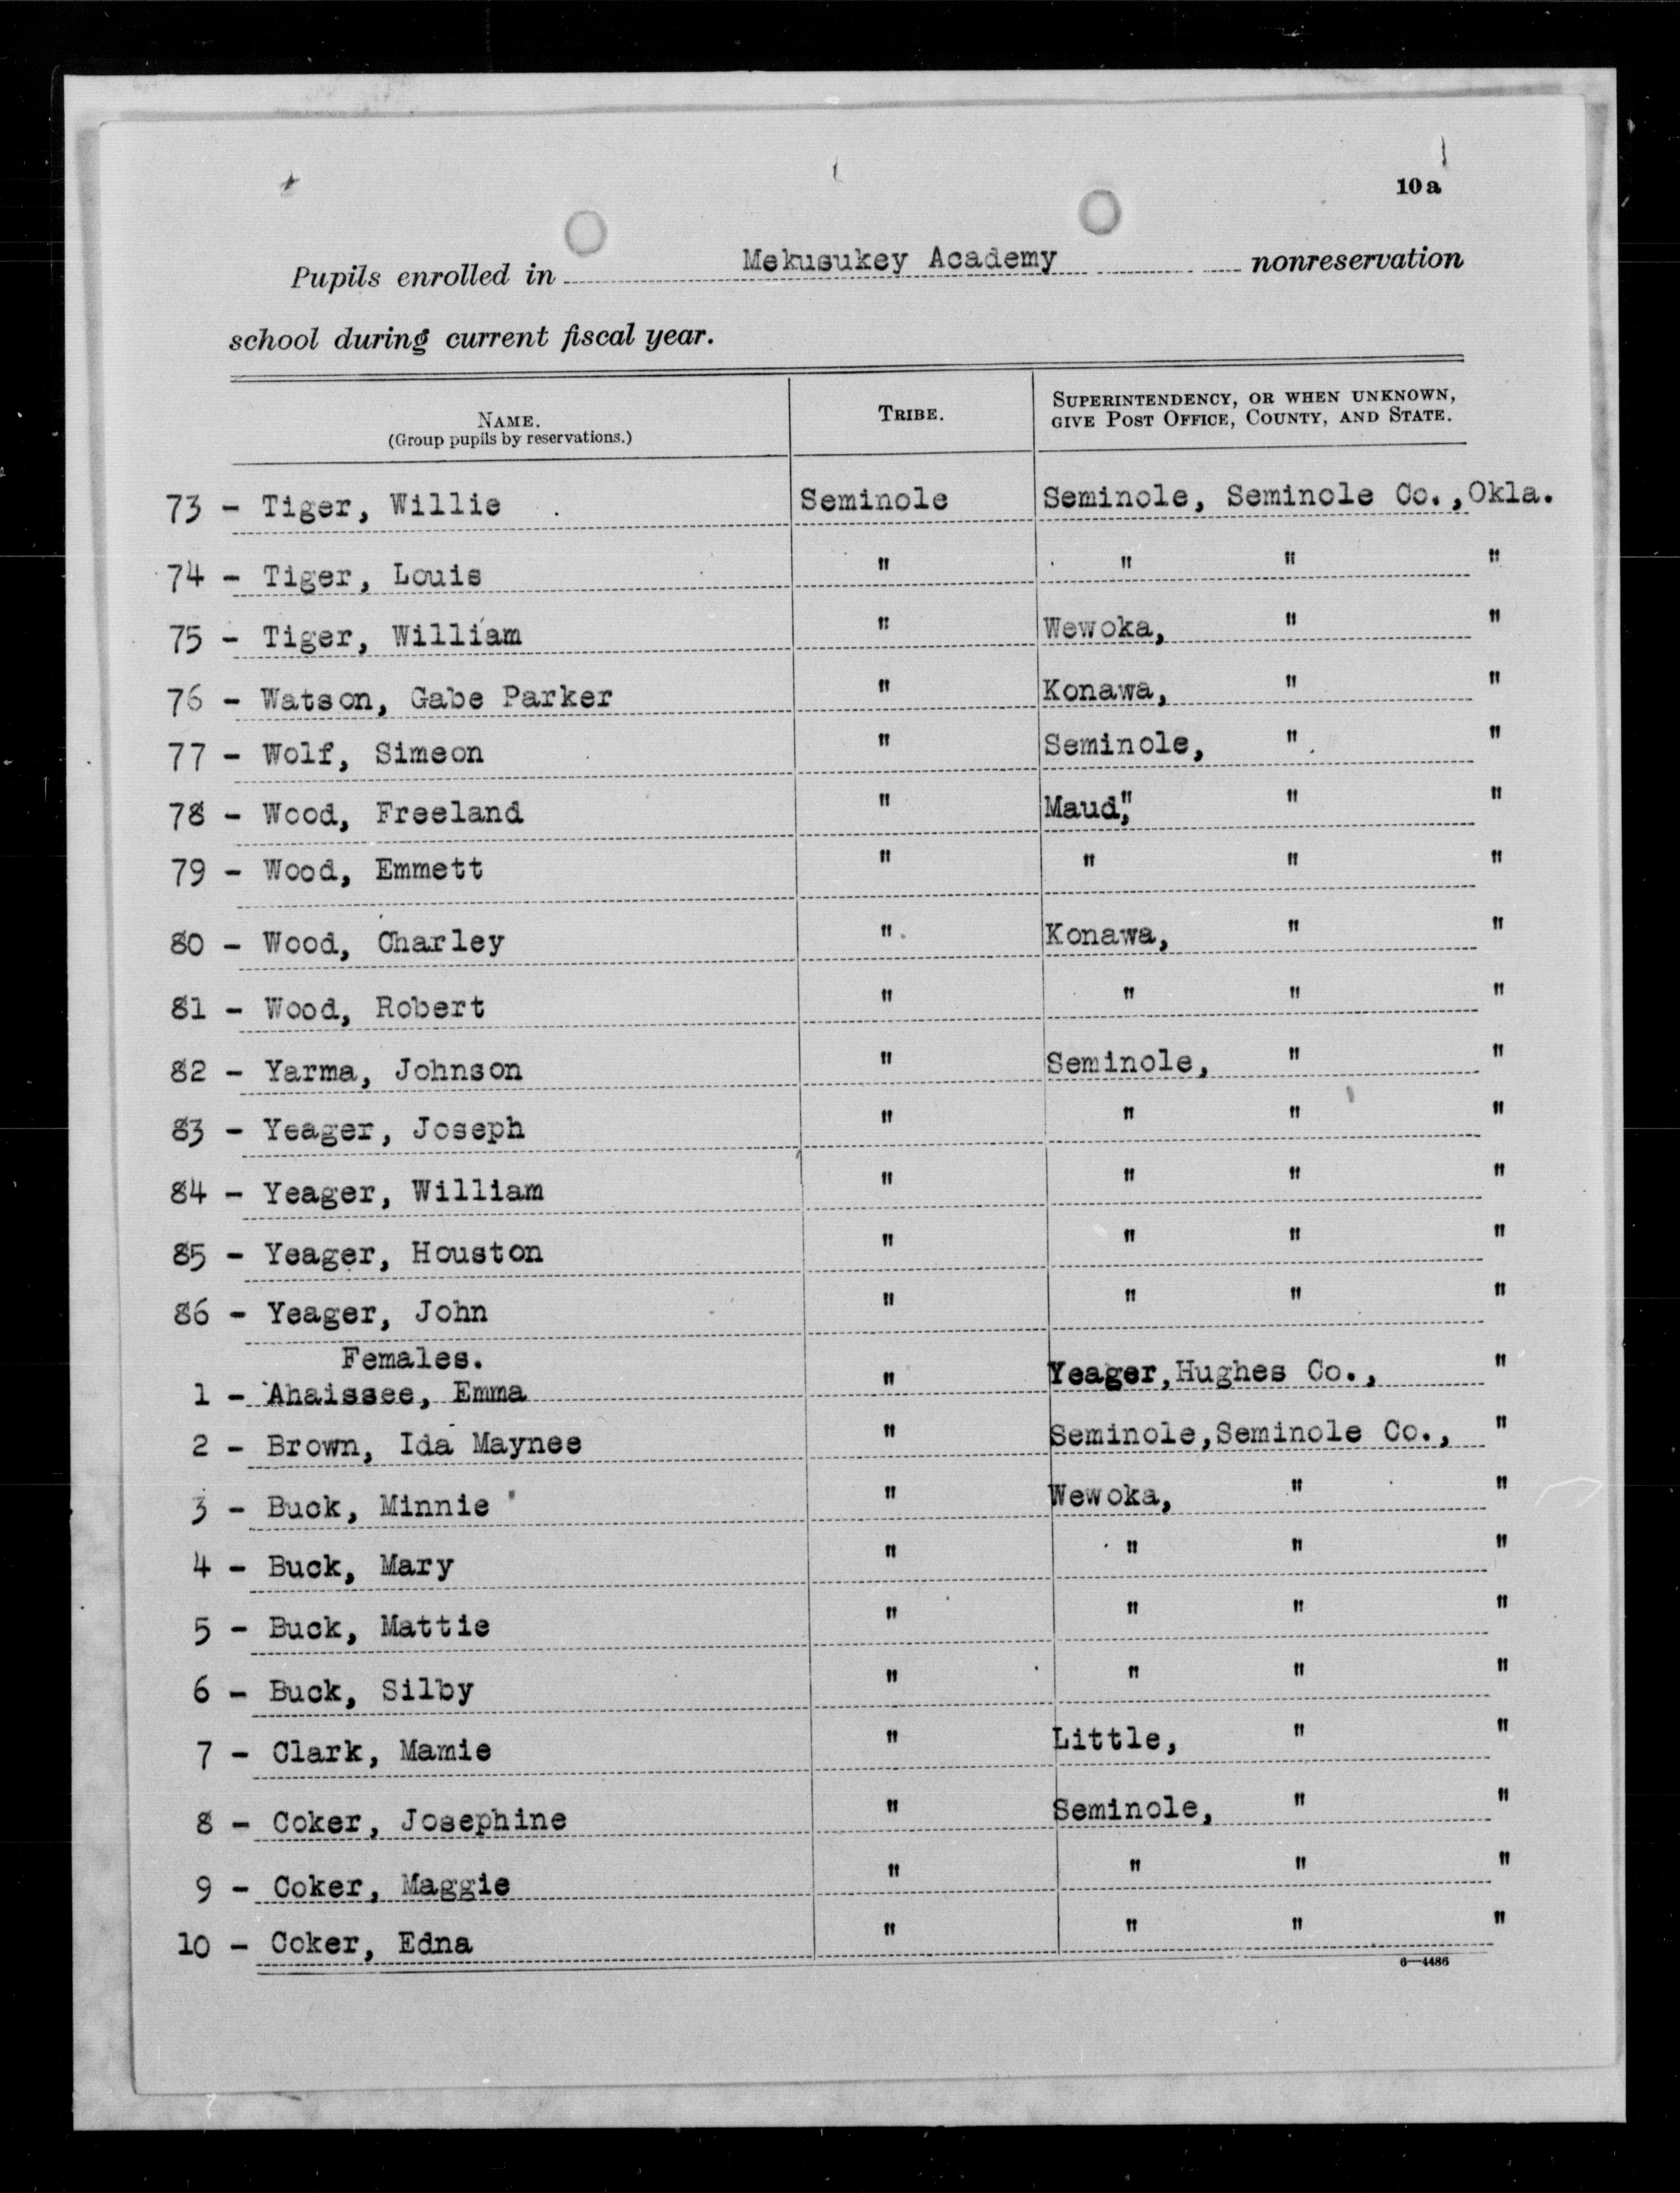 10a
Pupils enrolled in Mekusukey Academy nonreservation
school during current fiscal year.
NAME. (Group pupils by reservations.) TRIBE. SUPERINTENDENCY, OR WHEN UNKNOWN, GIVE POST OFFICE, COUNTY, AND STATE.
73 - Tiger, Willie Seminole Seminole, Seminole Co., Okla.
74 - Tiger, Louis " " " "
75 - Tiger, William " Wewoka, " "
76 - Watson, Gabe Parker " Konawa, " "
77 - Wolf, Simeon " Seminole, " "
78 - Wood, Freeland " Maud," " "
79 - Wood, Emmett " " " "
80 - Wood, Charley " Konawa, " "
81 - Wood, Robert " " " "
82 - Yarma, Johnson " Seminole, " "
83 - Yeager, Joseph " " " "
84 - Yeager, William " " " "
85 - Yeager, Houston " " " "
86 - Yeager, John " " " "
Females.
1 - Ahaissee, Emma " Yeager, Hughes Co., "
2 - Brown, Ida Maynee " Seminole, Seminole Co., "
3 - Buck, Minnie " Wewoka, " "
4 - Buck, Mary " " " "
5 - Buck, Mattie " " " "
6 - Buck, Silby " " " "
7 - Clark, Mamie " Little, " "
8 - Coker, Josephine " Seminole, " "
9 - Coker, Maggie " " " "
10 - Coker, Edna " " " "
6—4486